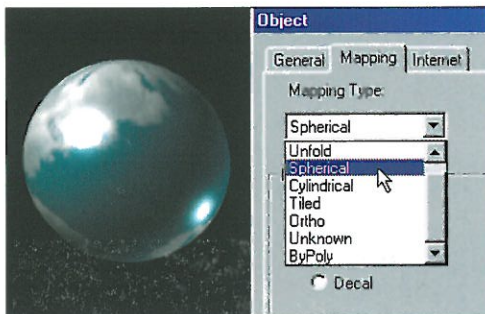 Object
General Mapping Internet
Mapping Type:
Spherical
Unfold
Spherical
Cylindrical
Tiled
Ortho
Unknown
ByPoly
Decal